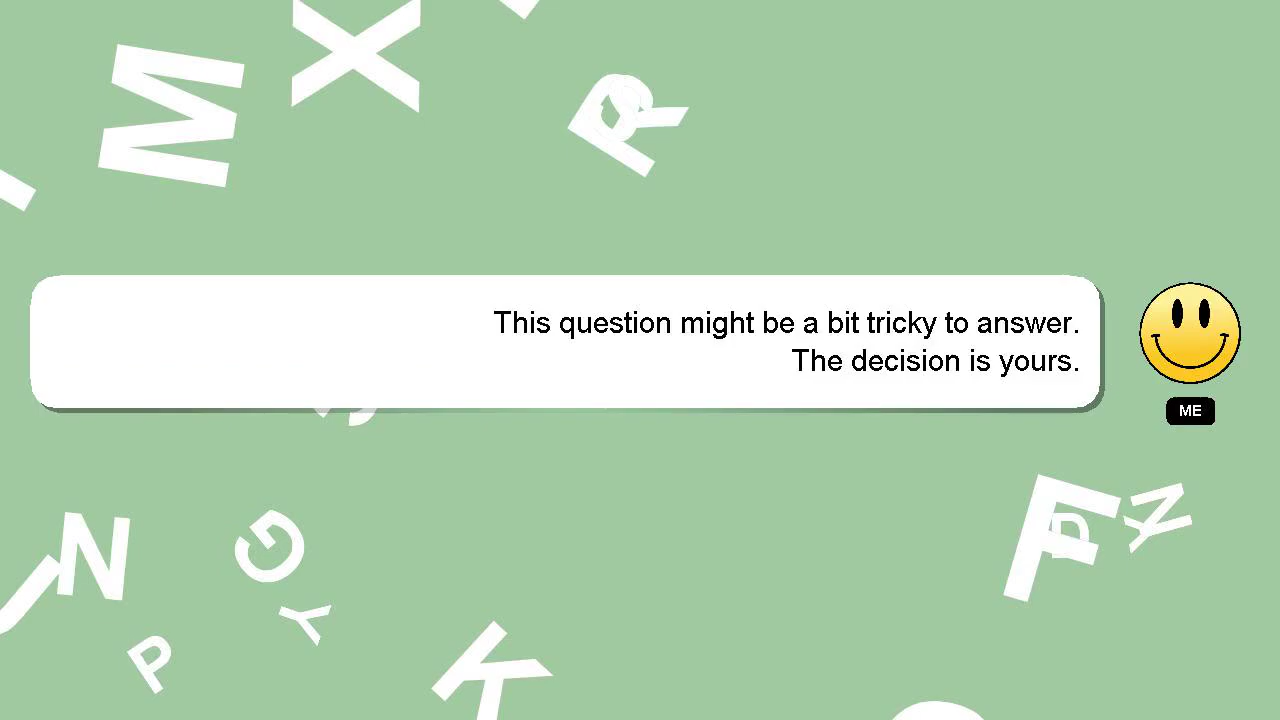 M
X
R
This question might be a bit tricky to answer.
The decision is yours.
ME
N
G
Y
P
K
F
D
Z
Y